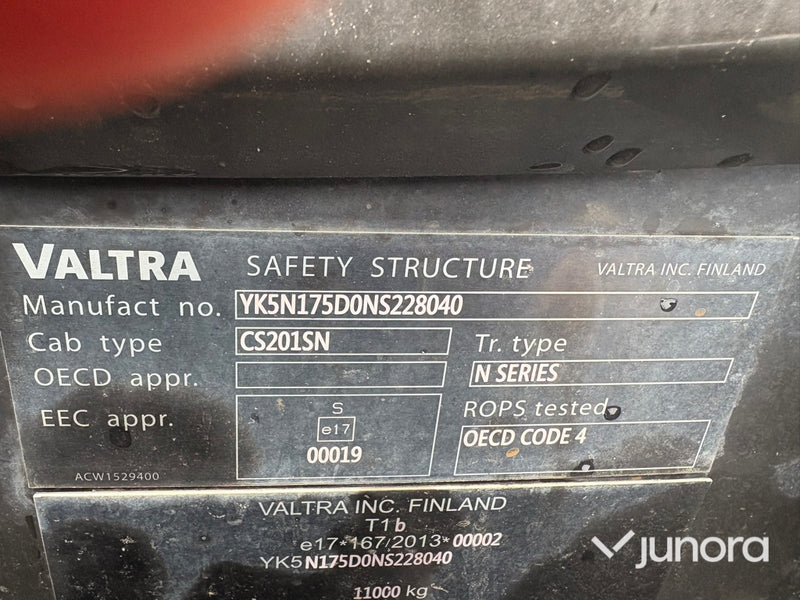 VALTRA SAFETY STRUCTURE VALTRA INC. FINLAND
Manufact no. YK5N175D0NS228040
Cab type CS201SN Tr. type
OECD appr. N SERIES
EEC appr. S ROPS tested
e17 OECD CODE 4
00019
ACW1529400
VALTRA INC. FINLAND
T1b
e17*167/2013*00002
YK5N175D0NS228040
11000 kg
junora